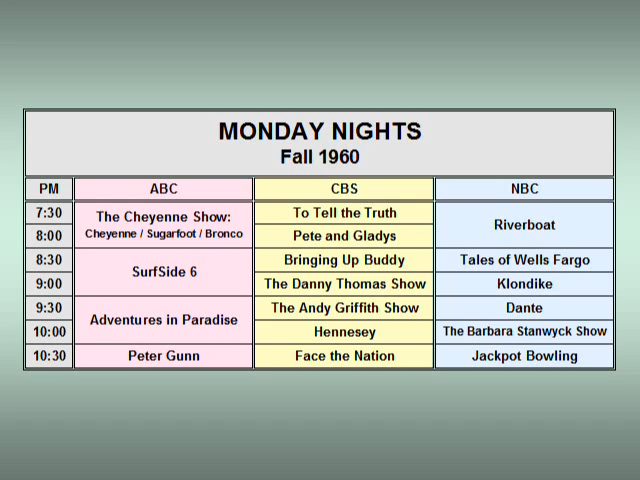 MONDAY NIGHTS
Fall 1960
PM ABC CBS NBC
7:30 The Cheyenne Show: Cheyenne / Sugarfoot / Bronco To Tell the Truth Riverboat
8:00 Pete and Gladys
8:30 SurfSide 6 Bringing Up Buddy Tales of Wells Fargo
9:00 The Danny Thomas Show Klondike
9:30 Adventures in Paradise The Andy Griffith Show Dante
10:00 Hennesey The Barbara Stanwyck Show
10:30 Peter Gunn Face the Nation Jackpot Bowling